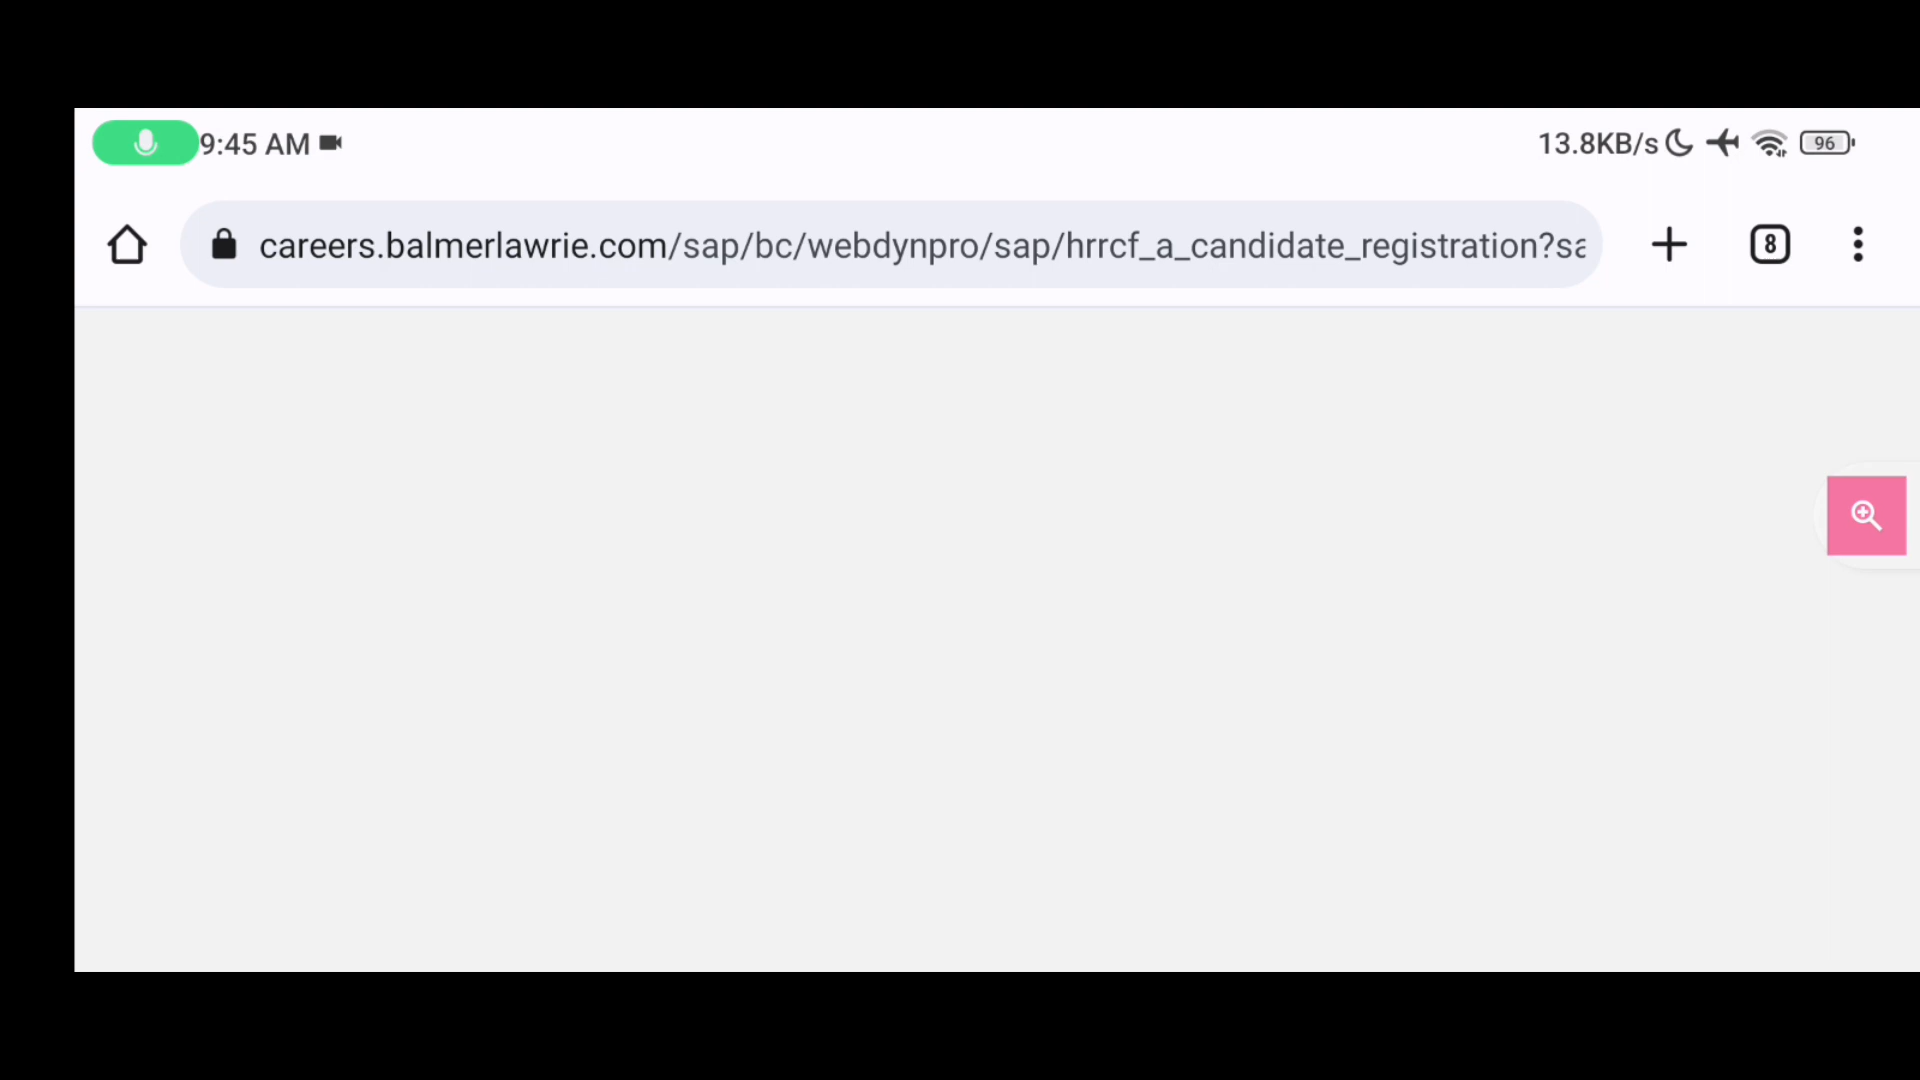 9:45 AM
13.8KB/s
96
careers.balmerlawrie.com/sap/bc/webdynpro/sap/hrrcf_a_candidate_registration?sa
8